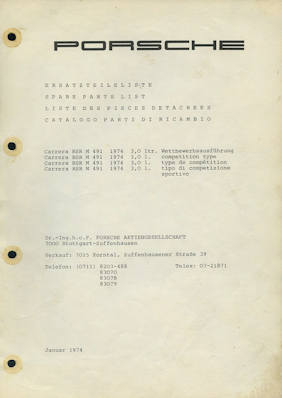 PORSCHE
ERSATZTEILELISTE
SPARE PARTS LIST
LISTE DES PIECES DETACHEES
CATALOGO PARTI DI RICAMBIO
Carrera RSR M 491 1974 3,0 ltr. Wettbewerbsausführung
Carrera RSR M 491 1974 3,0 l. competition type
Carrera RSR M 491 1974 3,0 l. type de compétition
Carrera RSR M 491 1974 3,0 l. tipo di competizione
sportivo
Dr.-Ing.h.c.F. PORSCHE AKTIENGESELLSCHAFT
7000 Stuttgart-Zuffenhausen
Verkauf: 7015 Korntal, Zuffenhausener Straße
Telefon: (0711) 8203-688 Telex: 07-21871
83070
83078
83079
Januar 1974